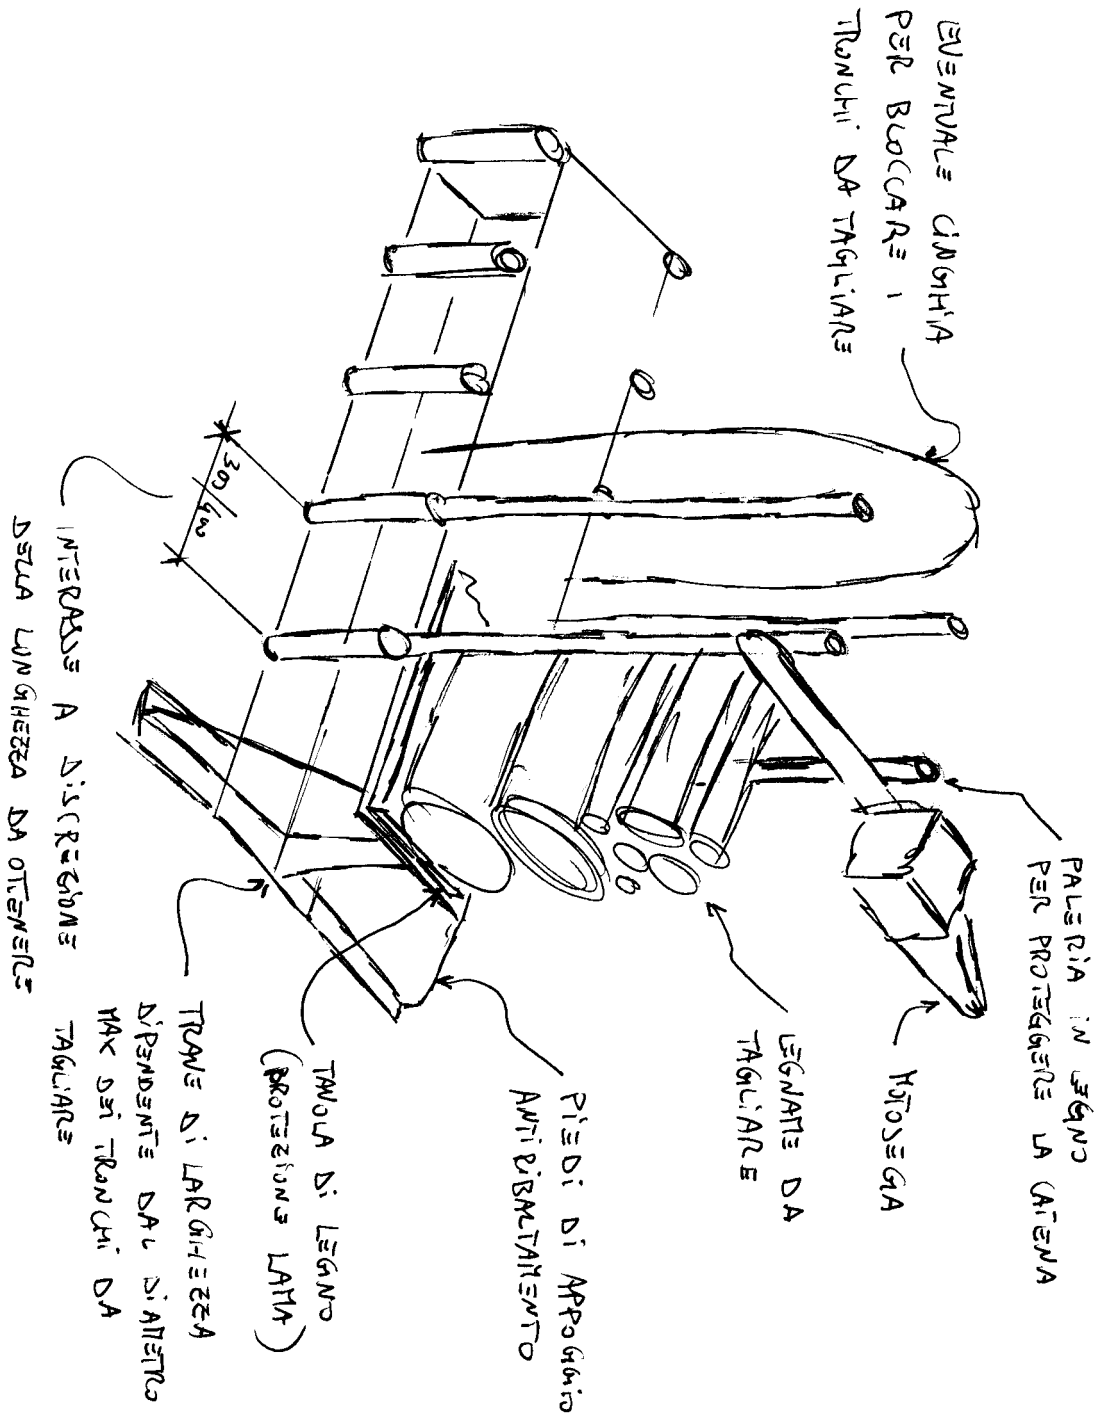 EVENTUALE CINGHIA
PER BLOCCARE I
TRONCHI DA TAGLIARE
PALERIA IN LEGNO
PER PROTEGGERE LA CATENA
MOTOSEGA
LEGNAME DA
TAGLIARE
PIEDI DI APPOGGIO
ANTIRIBALTAMENTO
TAVOLA DI LEGNO
(PROTEZIONE LAMA)
TRAVE DI LARGHEZZA
DIPENDENTE DAL DIAMETRO
MAX DEI TRONCHI DA
TAGLIARE
300/400
INTERASSE A DISCREZIONE
DELLA LUNGHEZZA DA OTTENERE